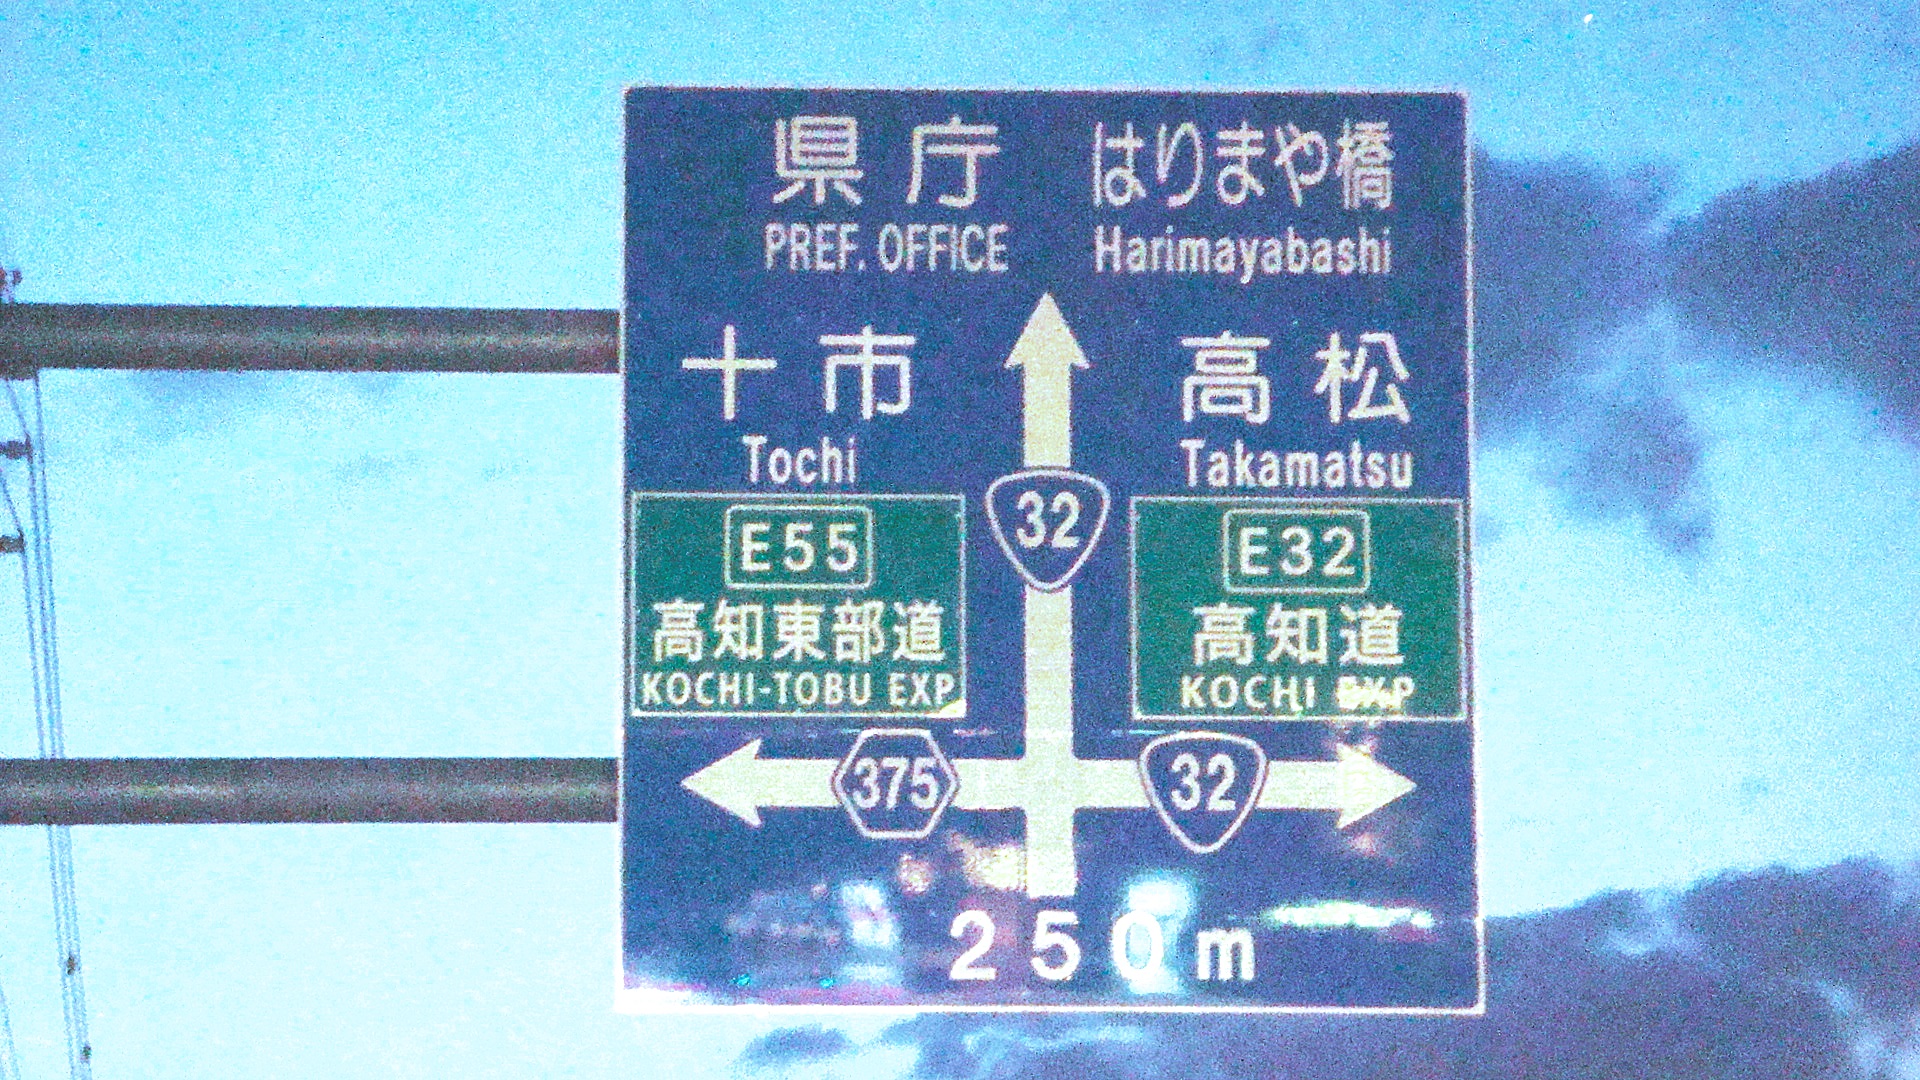 県庁 はりまや橋
PREF. OFFICE Harimayabashi
十市 高松
Tochi Takamatsu
32
E55 E32
高知東部道 高知道
KOCHI-TOBU EXP KOCHI EXP
375 32
250m